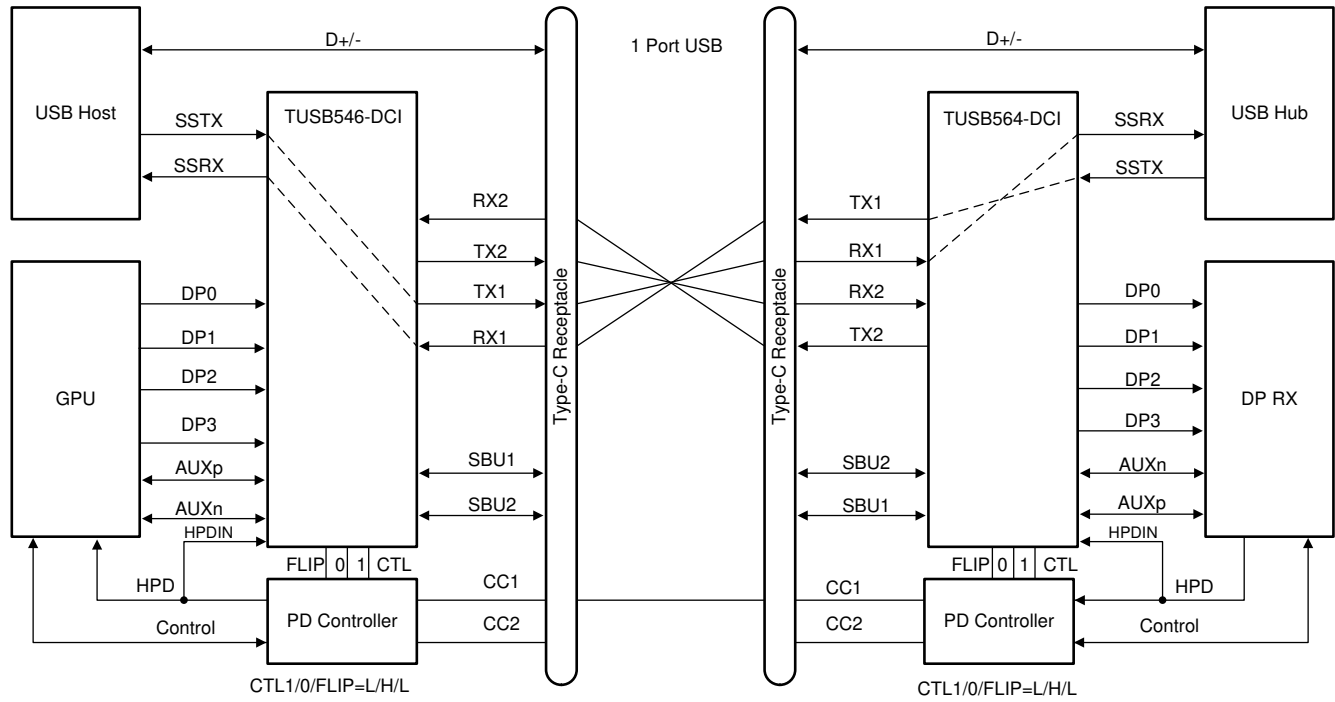 1 Port USB
USB Host
D+/-
SSTX
SSRX
TUSB546-DCI
RX2
TX2
TX1
RX1
GPU
DP0
DP1
DP2
DP3
AUXp
AUXn
HPDIN
SBU1
SBU2
FLIP 0 1 CTL
HPD
Control
PD Controller
CC1
CC2
CTL1/0/FLIP=L/H/L
Type-C Receptacle
Type-C Receptacle
D+/-
USB Hub
TUSB564-DCI
SSRX
SSTX
TX1
RX1
RX2
TX2
DP0
DP1
DP2
DP3
DP RX
AUXn
AUXp
HPDIN
SBU2
SBU1
FLIP 0 1 CTL
CC1
CC2
PD Controller
HPD
Control
CTL1/0/FLIP=L/H/L